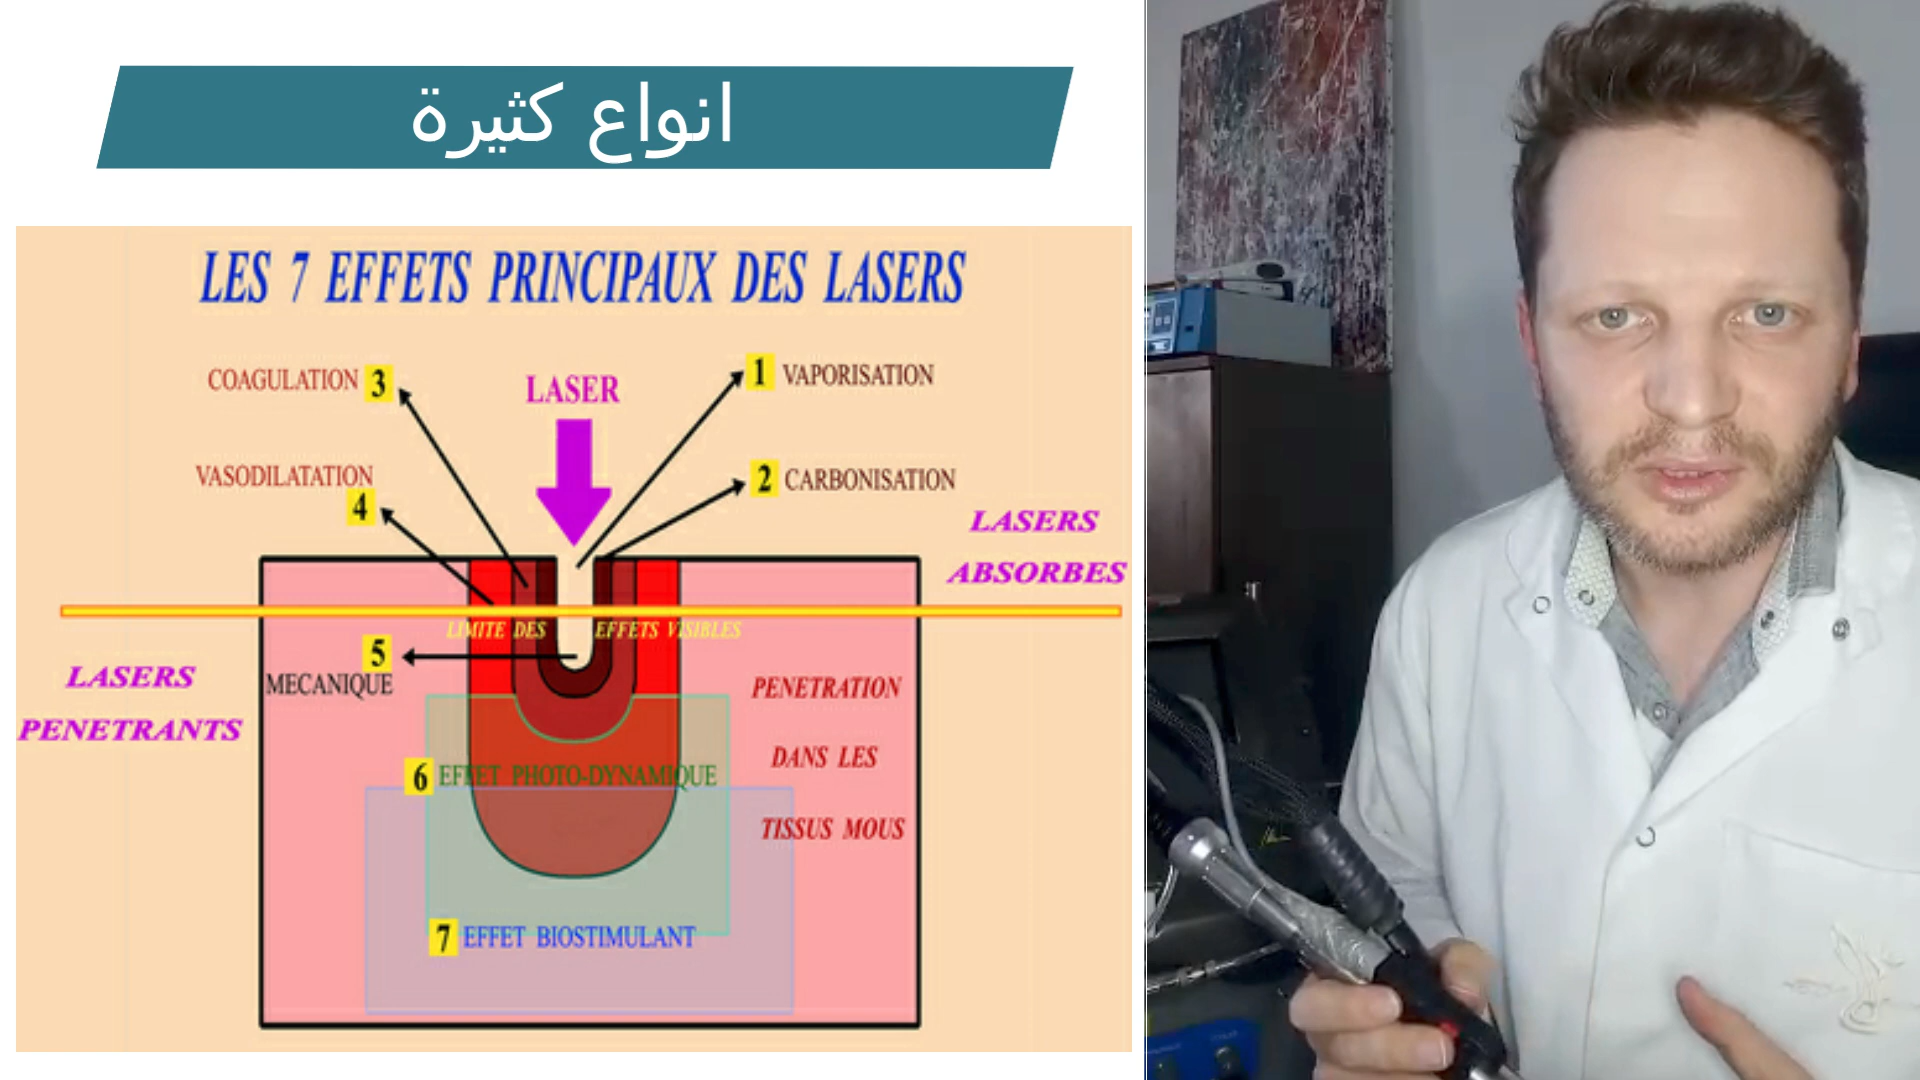 انواع كثيرة
LES 7 EFFETS PRINCIPAUX DES LASERS
COAGULATION 3
LASER
1 VAPORISATION
VASODILATATION
4
2 CARBONISATION
LASERS
ABSORBES
LIMITE DES EFFETS VISIBLES
5
MECANIQUE
LASERS
PENETRANTS
PENETRATION
DANS LES
TISSUS MOUS
6 EFFET PHOTO-DYNAMIQUE
7 EFFET BIOSTIMULANT